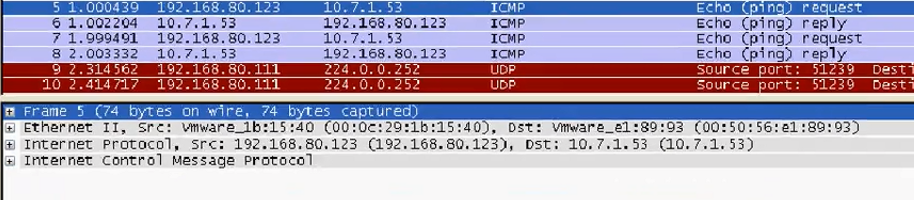 5 1.000439 192.168.80.123 10.7.1.53 ICMP Echo (ping) request
6 1.002204 10.7.1.53 192.168.80.123 ICMP Echo (ping) reply
7 1.999491 192.168.80.123 10.7.1.53 ICMP Echo (ping) request
8 2.003332 10.7.1.53 192.168.80.123 ICMP Echo (ping) reply
9 2.314562 192.168.80.111 224.0.0.252 UDP Source port: 51239 Desti
10 2.414717 192.168.80.111 224.0.0.252 UDP Source port: 51239 Desti
Frame 5 (74 bytes on wire, 74 bytes captured)
Ethernet II, Src: Vmware_1b:15:40 (00:0c:29:1b:15:40), Dst: Vmware_e1:89:93 (00:50:56:e1:89:93)
Internet Protocol, Src: 192.168.80.123 (192.168.80.123), Dst: 10.7.1.53 (10.7.1.53)
Internet Control Message Protocol